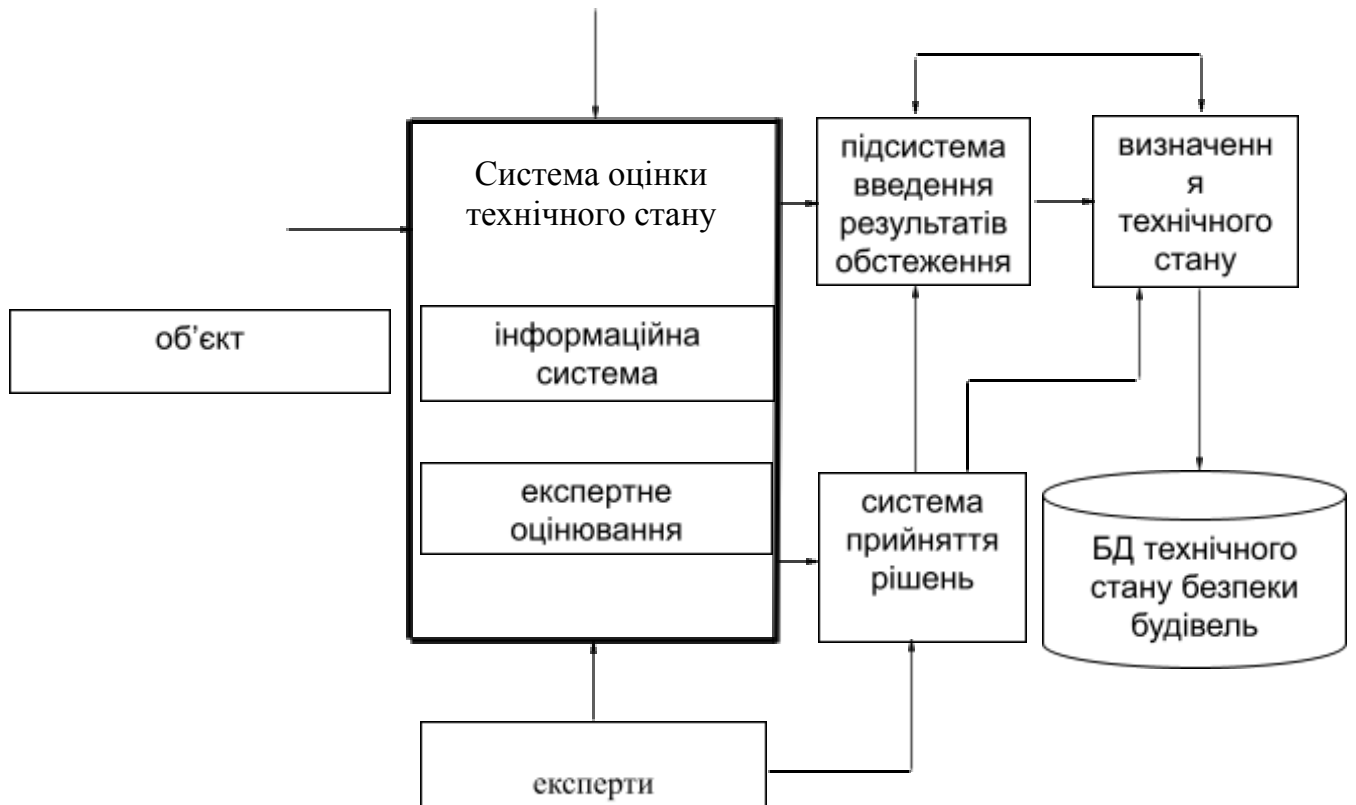 Система оцінки
технічного стану
підсистема
введення
результатів
обстеження
визначенн
я
технічного
стану
об’єкт
інформаційна
система
експертне
оцінювання
система
прийняття
рішень
БД технічного
стану безпеки
будівель
експерти